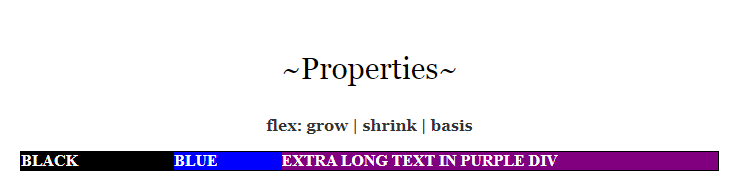 ~Properties~
flex: grow | shrink | basis
BLACK BLUE EXTRA LONG TEXT IN PURPLE DIV